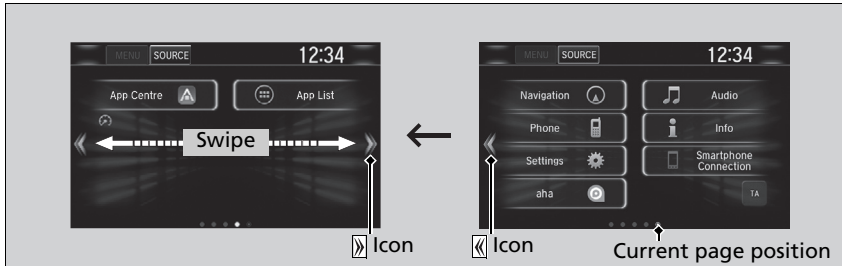 MENU SOURCE 12:34
App Centre App List
Swipe
» Icon
MENU SOURCE 12:34
Navigation Audio
Phone Info
Settings Smartphone
Connection
aha TA
« Icon Current page position